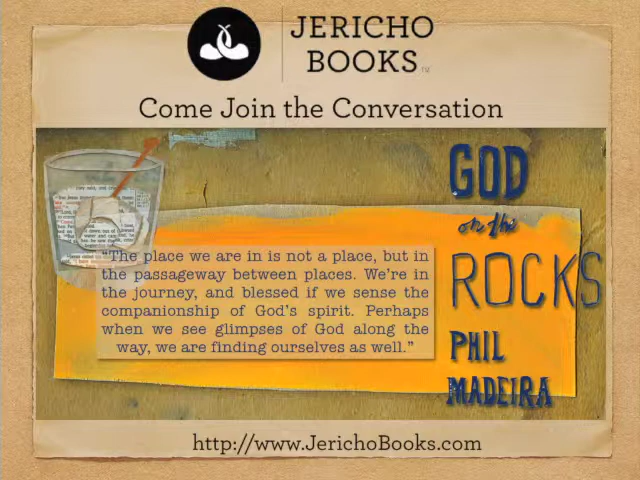 JERICHO
BOOKS™
Come Join the Conversation
GOD
on the
ROCKS
PHIL
MADEIRA
"The place we are in is not a place, but in
the passageway between places. We're in
the journey, and blessed if we sense the
companionship of God's spirit. Perhaps
when we see glimpses of God along the
way, we are finding ourselves as well."
http://www.JerichoBooks.com